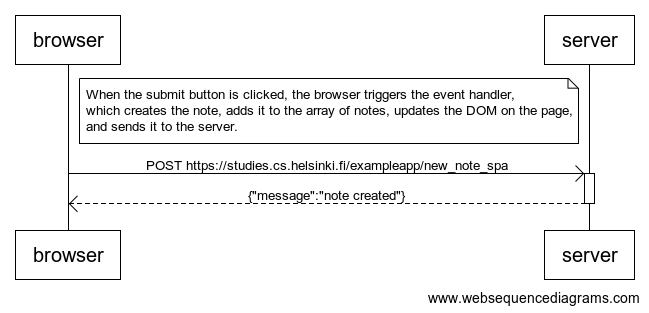 browser
server
When the submit button is clicked, the browser triggers the event handler,
which creates the note, adds it to the array of notes, updates the DOM on the page,
and sends it to the server.
POST https://studies.cs.helsinki.fi/exampleapp/new_note_spa
{"message":"note created"}
browser
server
www.websequencediagrams.com